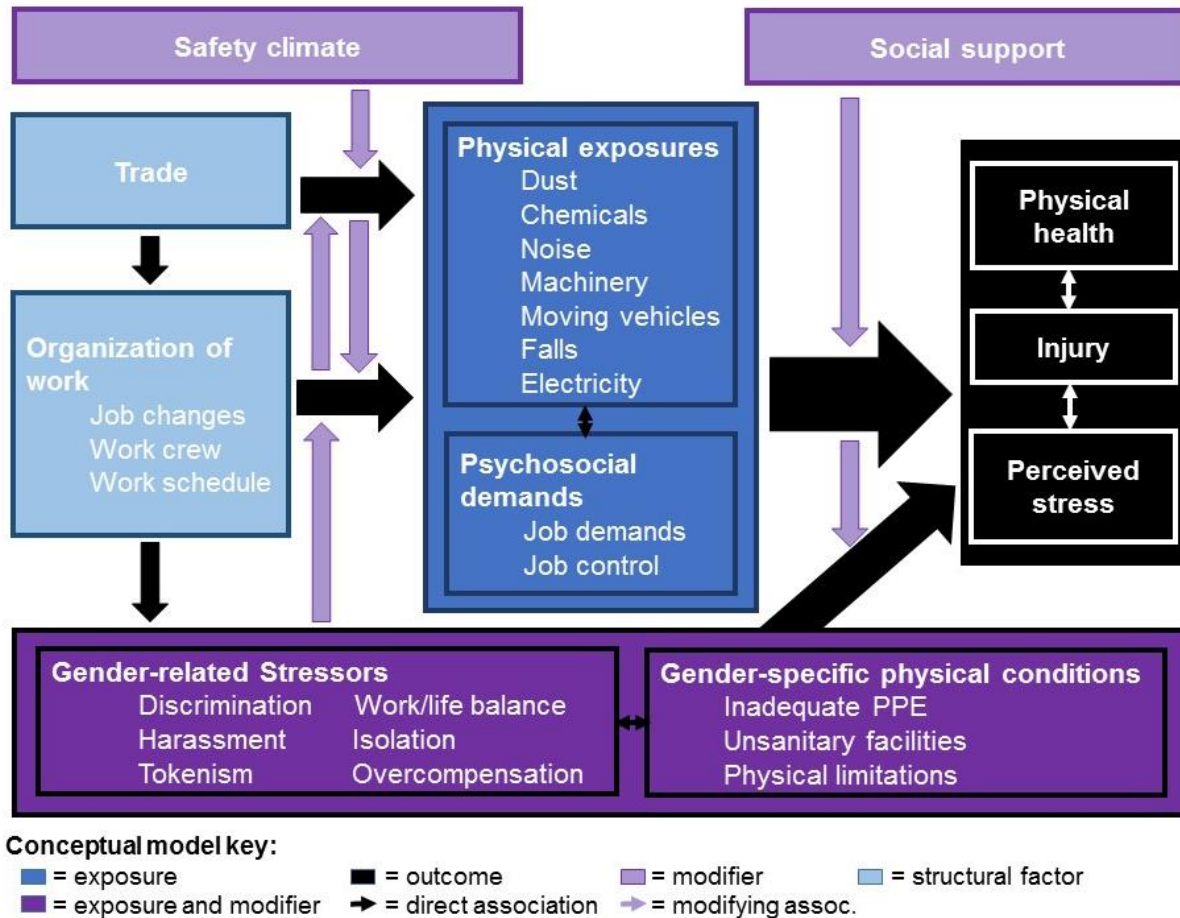 Safety climate
Social support
Trade
Organization of
work
Job changes
Work crew
Work schedule
Physical exposures
Dust
Chemicals
Noise
Machinery
Moving vehicles
Falls
Electricity
Psychosocial
demands
Job demands
Job control
Physical
health
Injury
Perceived
stress
Gender-related Stressors
Discrimination Work/life balance
Harassment Isolation
Tokenism Overcompensation
Gender-specific physical conditions
Inadequate PPE
Unsanitary facilities
Physical limitations
Conceptual model key:
= exposure = outcome = modifier = structural factor
= exposure and modifier = direct association = modifying assoc.